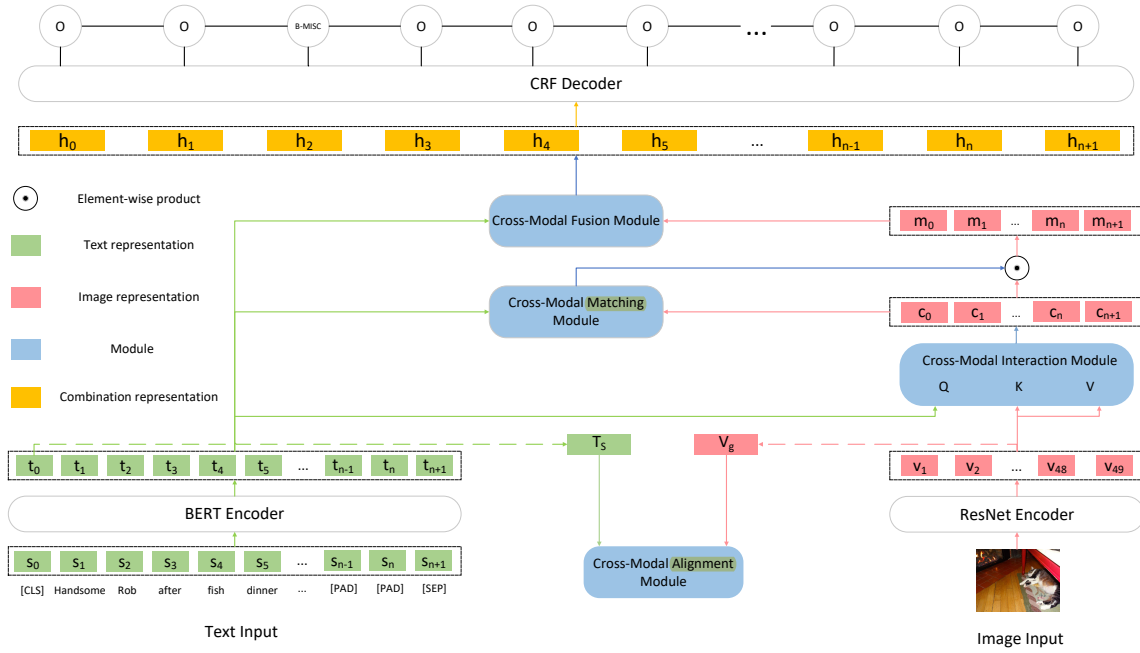 O O B-MISC O O O ... O O O
CRF Decoder
h0 h1 h2 h3 h4 h5 ... hn-1 hn hn+1
Element-wise product
Text representation
Image representation
Module
Combination representation
Cross-Modal Fusion Module
m0 m1 ... mn mn+1
Cross-Modal Matching
Module
c0 c1 ... cn cn+1
Cross-Modal Interaction Module
Q K V
TS Vg
t0 t1 t2 t3 t4 t5 ... tn-1 tn tn+1
v1 v2 ... v48 v49
BERT Encoder
ResNet Encoder
s0 s1 s2 s3 s4 s5 ... sn-1 sn sn+1
[CLS] Handsome Rob after fish dinner ... [PAD] [PAD] [SEP]
Cross-Modal Alignment
Module
Text Input
Image Input